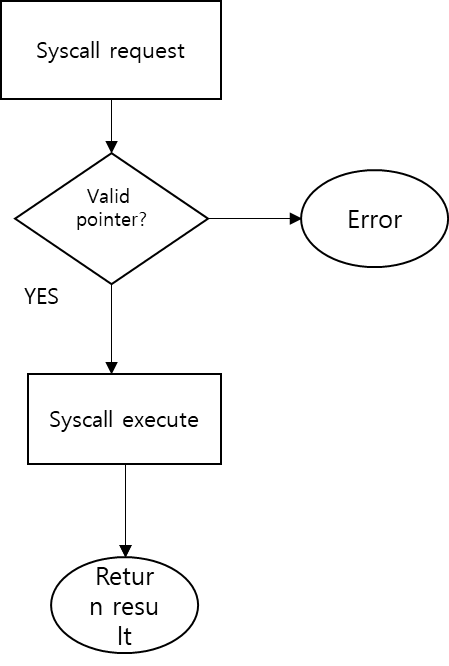 Syscall request
Valid
pointer?
Error
YES
Syscall execute
Retur
n resu
lt